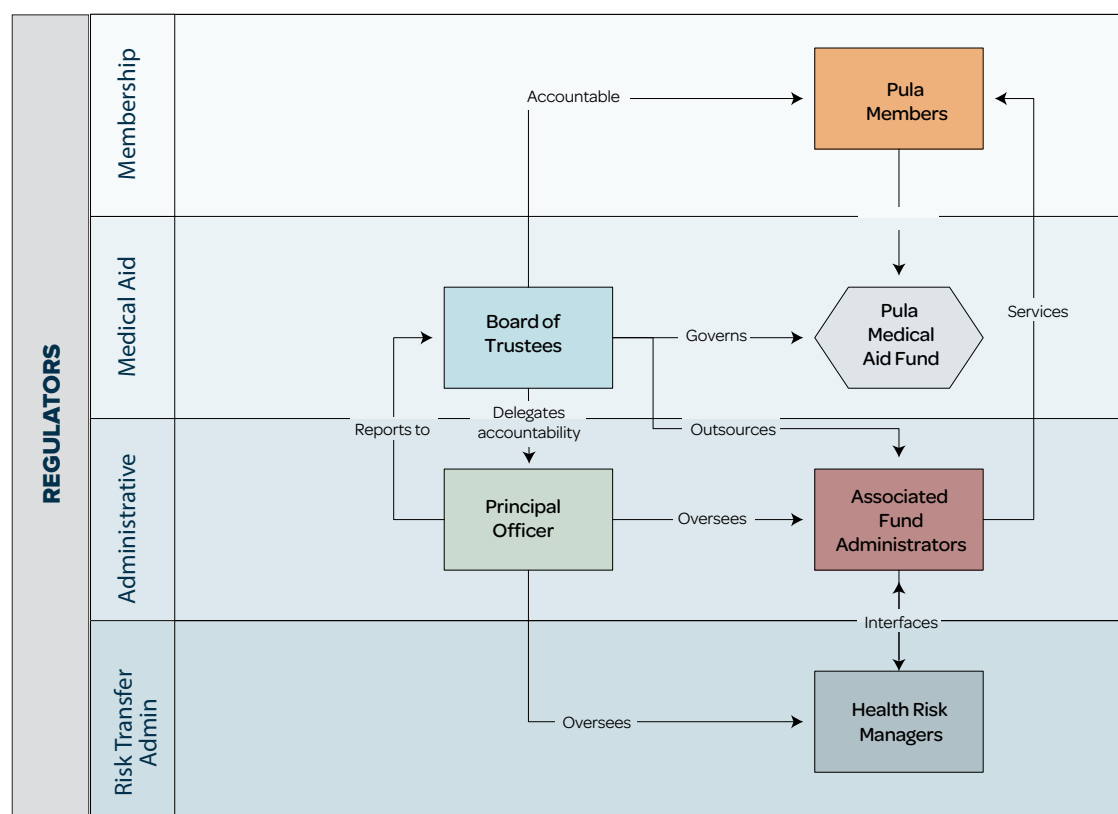 REGULATORS
Membership
Accountable
Pula
Members
Medical Aid
Board of
Trustees
Governs
Pula
Medical
Aid Fund
Services
Reports to
Delegates
accountability
Outsources
Administrative
Principal
Officer
Oversees
Associated
Fund
Administrators
Interfaces
Risk Transfer
Admin
Oversees
Health Risk
Managers